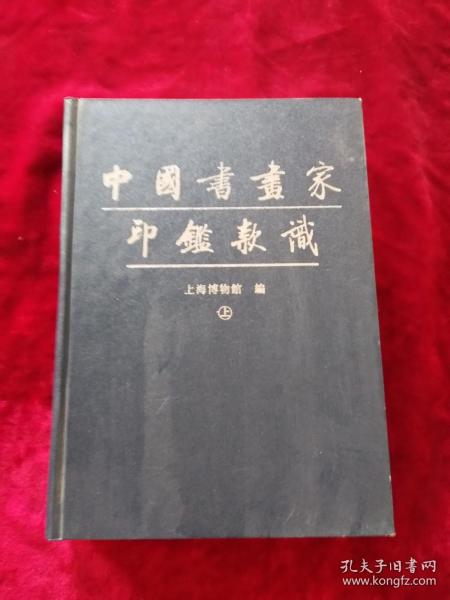 中國書畫家
印鑑款識
上海博物館 編
上
孔夫子旧书网
www.kongfz.com